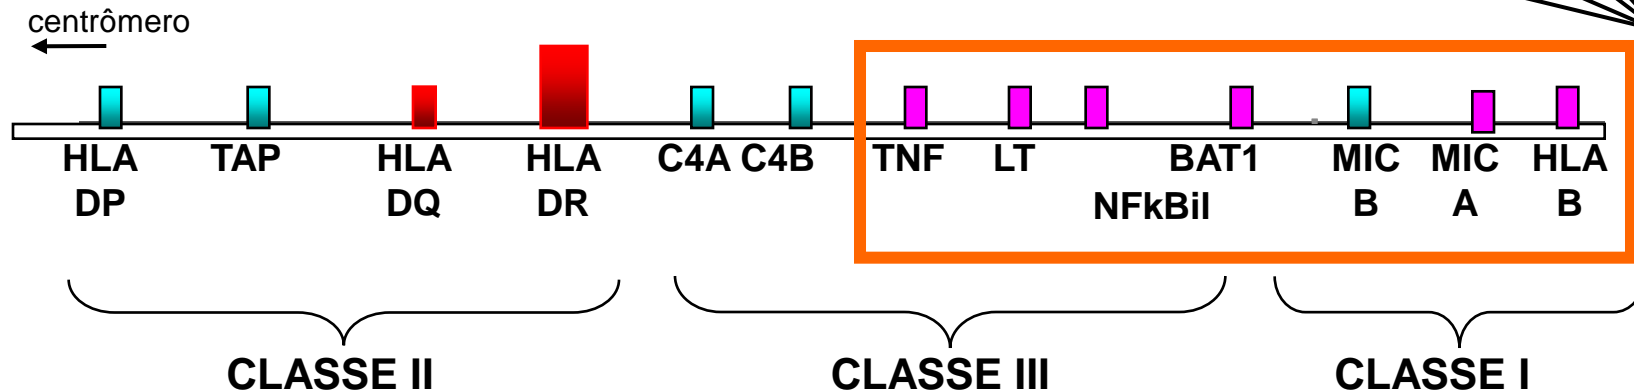 centrômero
HLA TAP HLA HLA C4A C4B TNF LT BAT1 MIC MIC HLA
DP DQ DR NFkBil B A B
CLASSE II CLASSE III CLASSE I